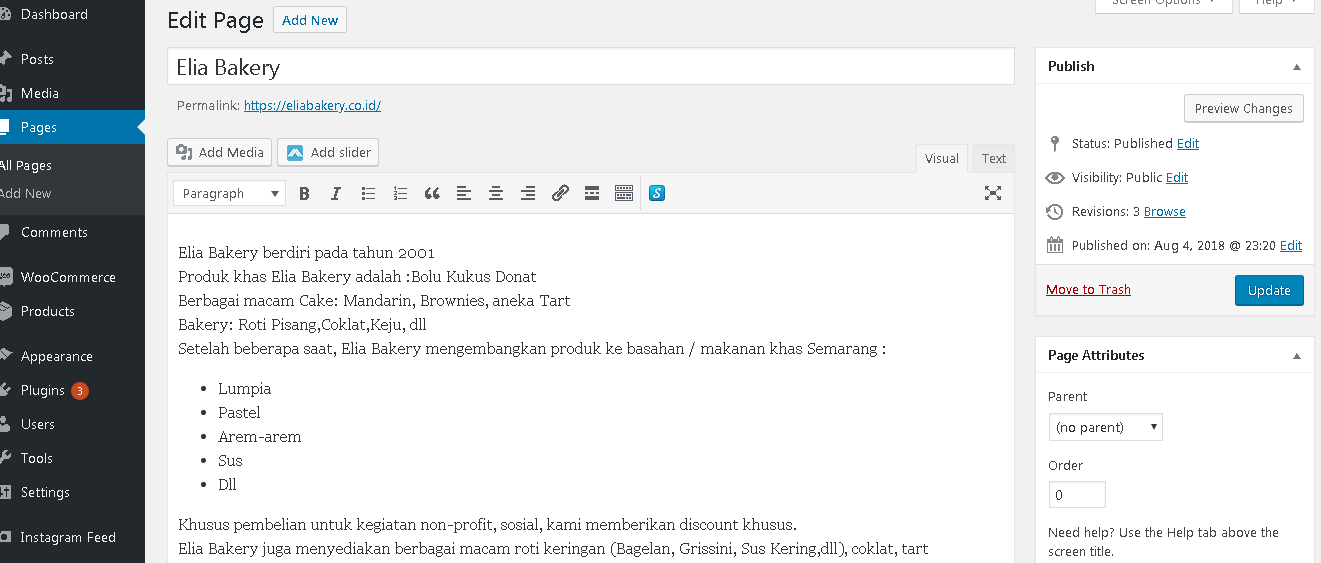 Dashboard
Posts
Media
Pages
All Pages
Add New
Comments
WooCommerce
Products
Appearance
Plugins 3
Users
Tools
Settings
Instagram Feed
Screen Options
Help
Edit Page Add New
Elia Bakery
Permalink: https://eliabakery.co.id/
Add Media Add slider
Visual Text
Paragraph
Elia Bakery berdiri pada tahun 2001
Produk khas Elia Bakery adalah :Bolu Kukus Donat
Berbagai macam Cake: Mandarin, Brownies, aneka Tart
Bakery: Roti Pisang,Coklat,Keju, dll
Setelah beberapa saat, Elia Bakery mengembangkan produk ke basahan / makanan khas Semarang :
• Lumpia
• Pastel
• Arem-arem
• Sus
• Dll
Khusus pembelian untuk kegiatan non-profit, sosial, kami memberikan discount khusus.
Elia Bakery juga menyediakan berbagai macam roti keringan (Bagelan, Grissini, Sus Kering,dll), coklat, tart
Publish
Preview Changes
Status: Published Edit
Visibility: Public Edit
Revisions: 3 Browse
Published on: Aug 4, 2018 @ 23:20 Edit
Move to Trash Update
Page Attributes
Parent
(no parent)
Order
0
Need help? Use the Help tab above the
screen title.